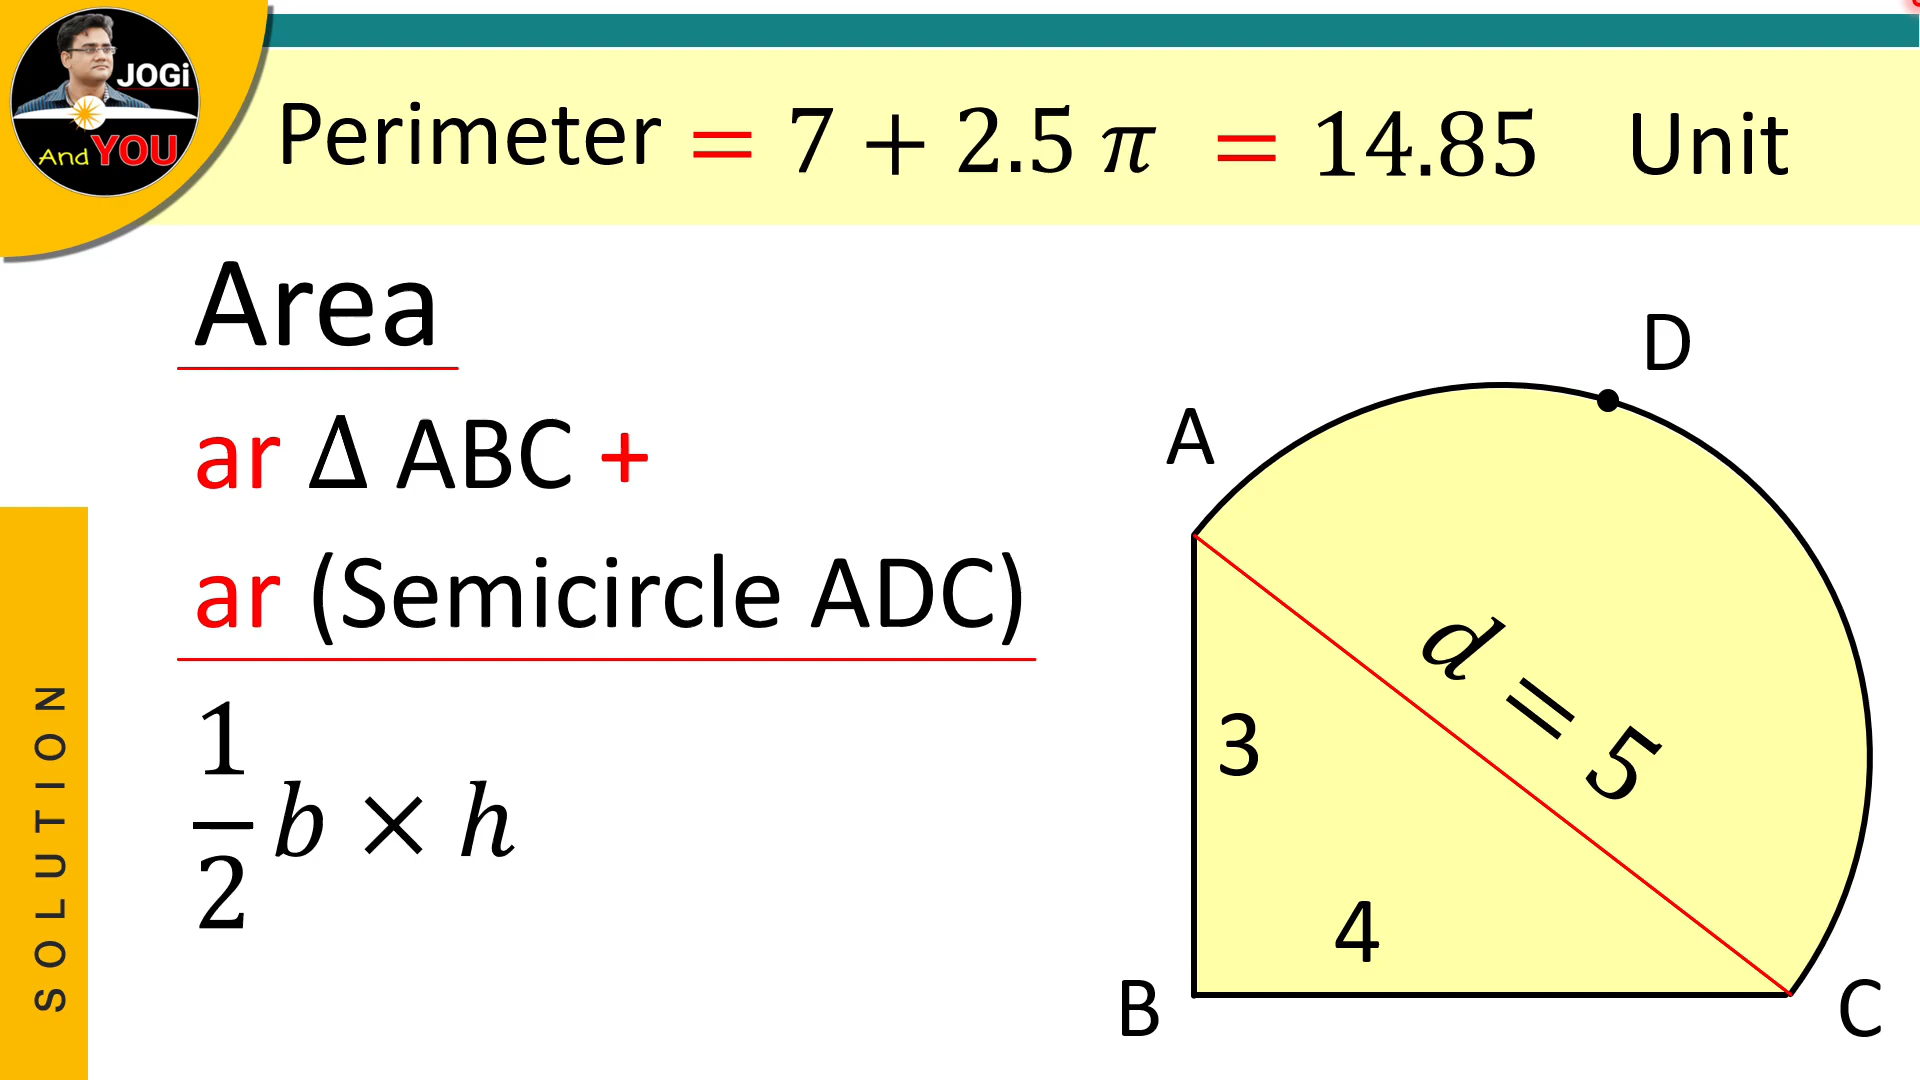 JOGi
And YOU
Perimeter = 7 + 2.5 π = 14.85 Unit
Area
ar Δ ABC +
ar (Semicircle ADC)
1/2 b × h
SOLUTION
D
A
d = 5
3
4
B
C